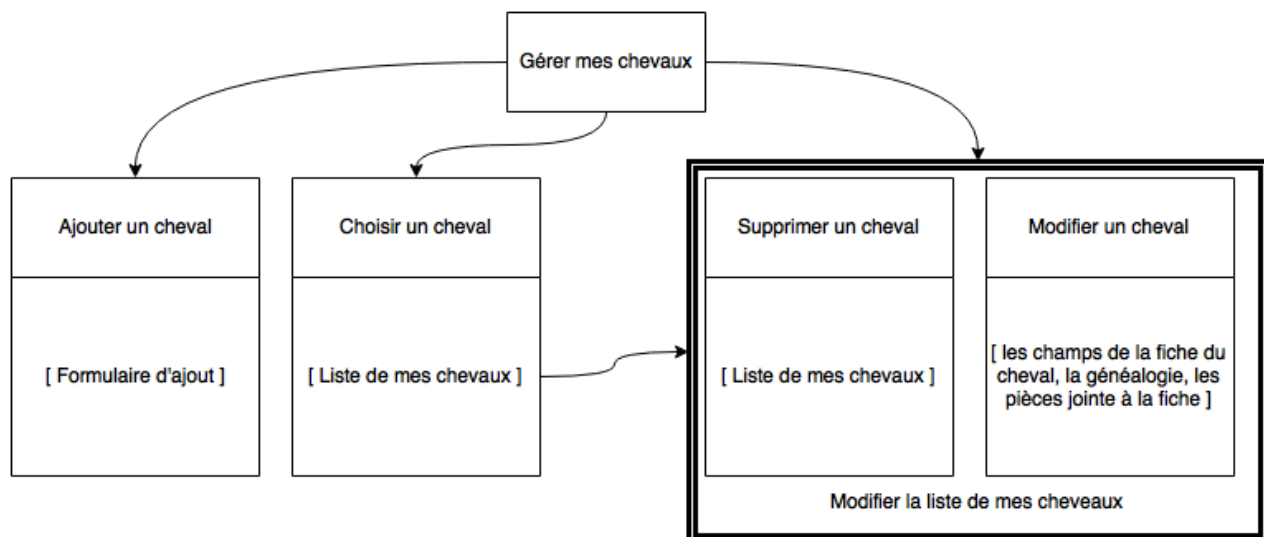 Gérer mes chevaux
Ajouter un cheval
Choisir un cheval
Supprimer un cheval
Modifier un cheval
[ Formulaire d'ajout ]
[ Liste de mes chevaux ]
[ Liste de mes chevaux ]
[ les champs de la fiche du
cheval, la généalogie, les
pièces jointe à la fiche ]
Modifier la liste de mes cheveaux